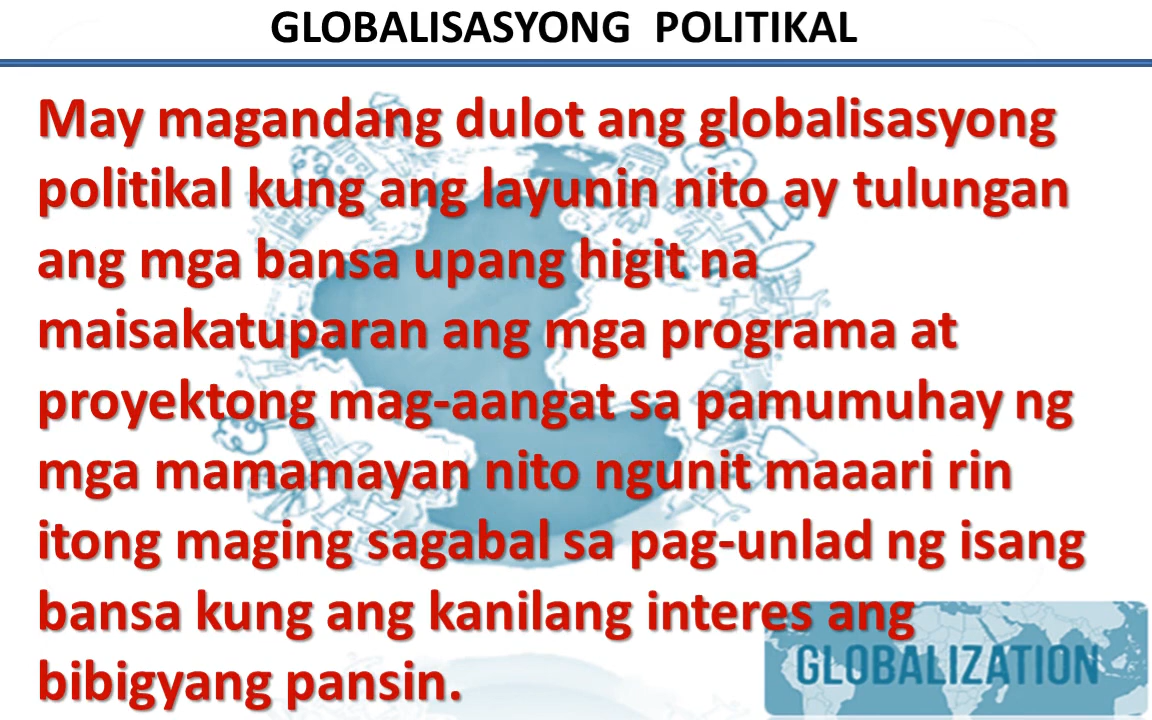 GLOBALISASYONG POLITIKAL
May magandang dulot ang globalisasyong
politikal kung ang layunin nito ay tulungan
ang mga bansa upang higit na
maisakatuparan ang mga programa at
proyektong mag-aangat sa pamumuhay ng
mga mamamayan nito ngunit maaari rin
itong maging sagabal sa pag-unlad ng isang
bansa kung ang kanilang interes ang
bibigyang pansin.
GLOBALIZATION